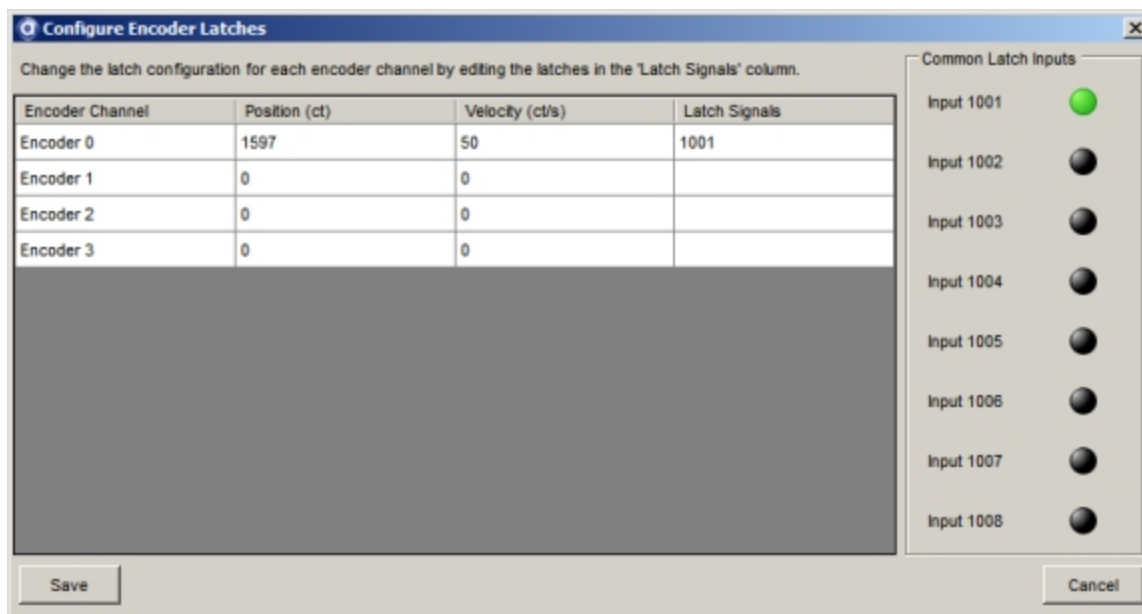 Configure Encoder Latches
Change the latch configuration for each encoder channel by editing the latches in the 'Latch Signals' column.
Encoder Channel Position (ct) Velocity (ct/s) Latch Signals
Encoder 0 1597 50 1001
Encoder 1 0 0
Encoder 2 0 0
Encoder 3 0 0
Common Latch Inputs
Input 1001
Input 1002
Input 1003
Input 1004
Input 1005
Input 1006
Input 1007
Input 1008
Save
Cancel